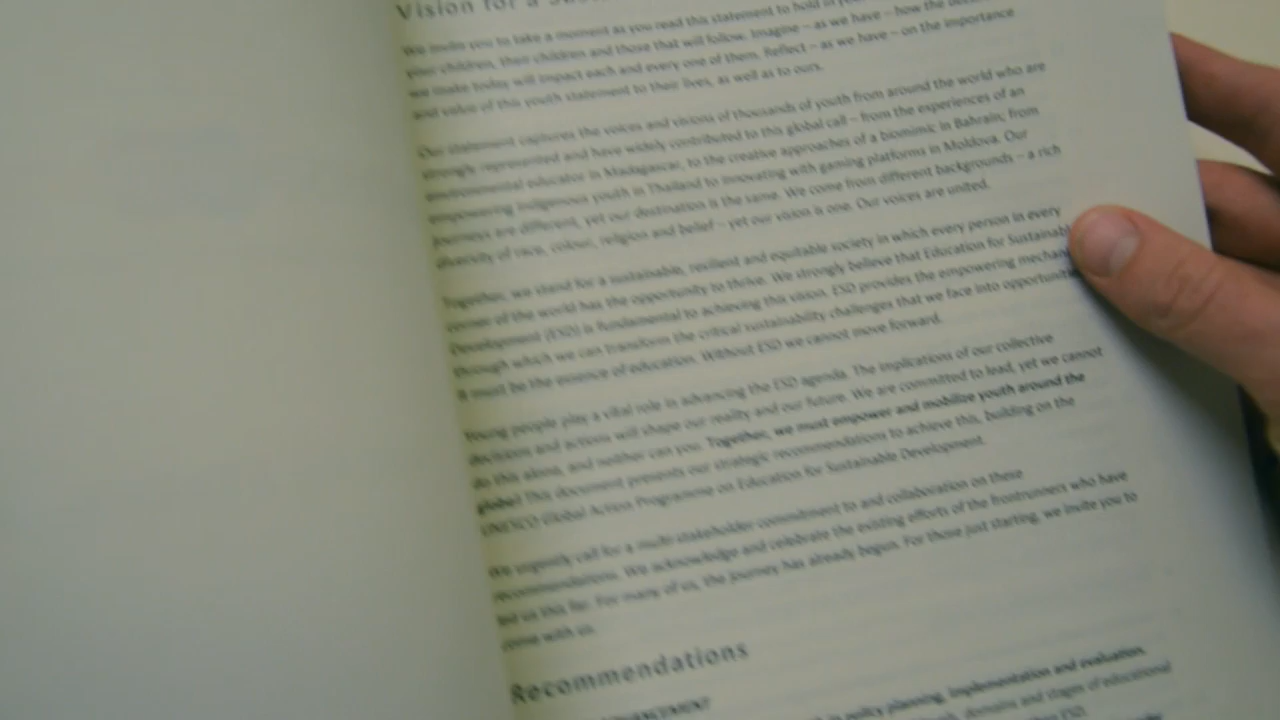 Vision for a
We invite you to take a moment as you read this statement to hold in
your children, their children and those that will follow. Imagine – as we have – how the
we make today will impact each and every one of them. Reflect – as we have – on the importance
and value of this youth statement to their lives, as well as to ours.
Our statement captures the voices and visions of thousands of youth from around the world who are
strongly represented and have widely contributed to this global call – from the experiences of an
environmental educator in Madagascar, to the creative approaches of a biomimic in Bahrain; from
empowering indigenous youth in Thailand to innovating with gaming platforms in Moldova. Our
journeys are different, yet our destination is the same. We come from different backgrounds – a rich
diversity of race, colour, religion and belief – yet our vision is one. Our voices are united.
Together, we stand for a sustainable, resilient and equitable society in which every person in every
corner of the world has the opportunity to thrive. We strongly believe that Education for Sustainabl
Development (ESD) is fundamental to achieving this vision. ESD provides the empowering mechan
through which we can transform the critical sustainability challenges that we face into opportuniti
It must be the essence of education. Without ESD we cannot move forward.
Young people play a vital role in advancing the ESD agenda. The implications of our collective
decisions and actions will shape our reality and our future. We are committed to lead, yet we cannot
do this alone, and neither can you. Together, we must empower and mobilize youth around the
globe! This document presents our strategic recommendations to achieve this, building on the
UNESCO Global Action Programme on Education for Sustainable Development.
We urgently call for a multi-stakeholder commitment to and collaboration on these
recommendations. We acknowledge and celebrate the existing efforts of the frontrunners who have
led us this far. For many of us, the journey has already begun. For those just starting, we invite you to
come with us.
Recommendations
in policy planning, implementation and evaluation.
domains and stages of educational
ESD.